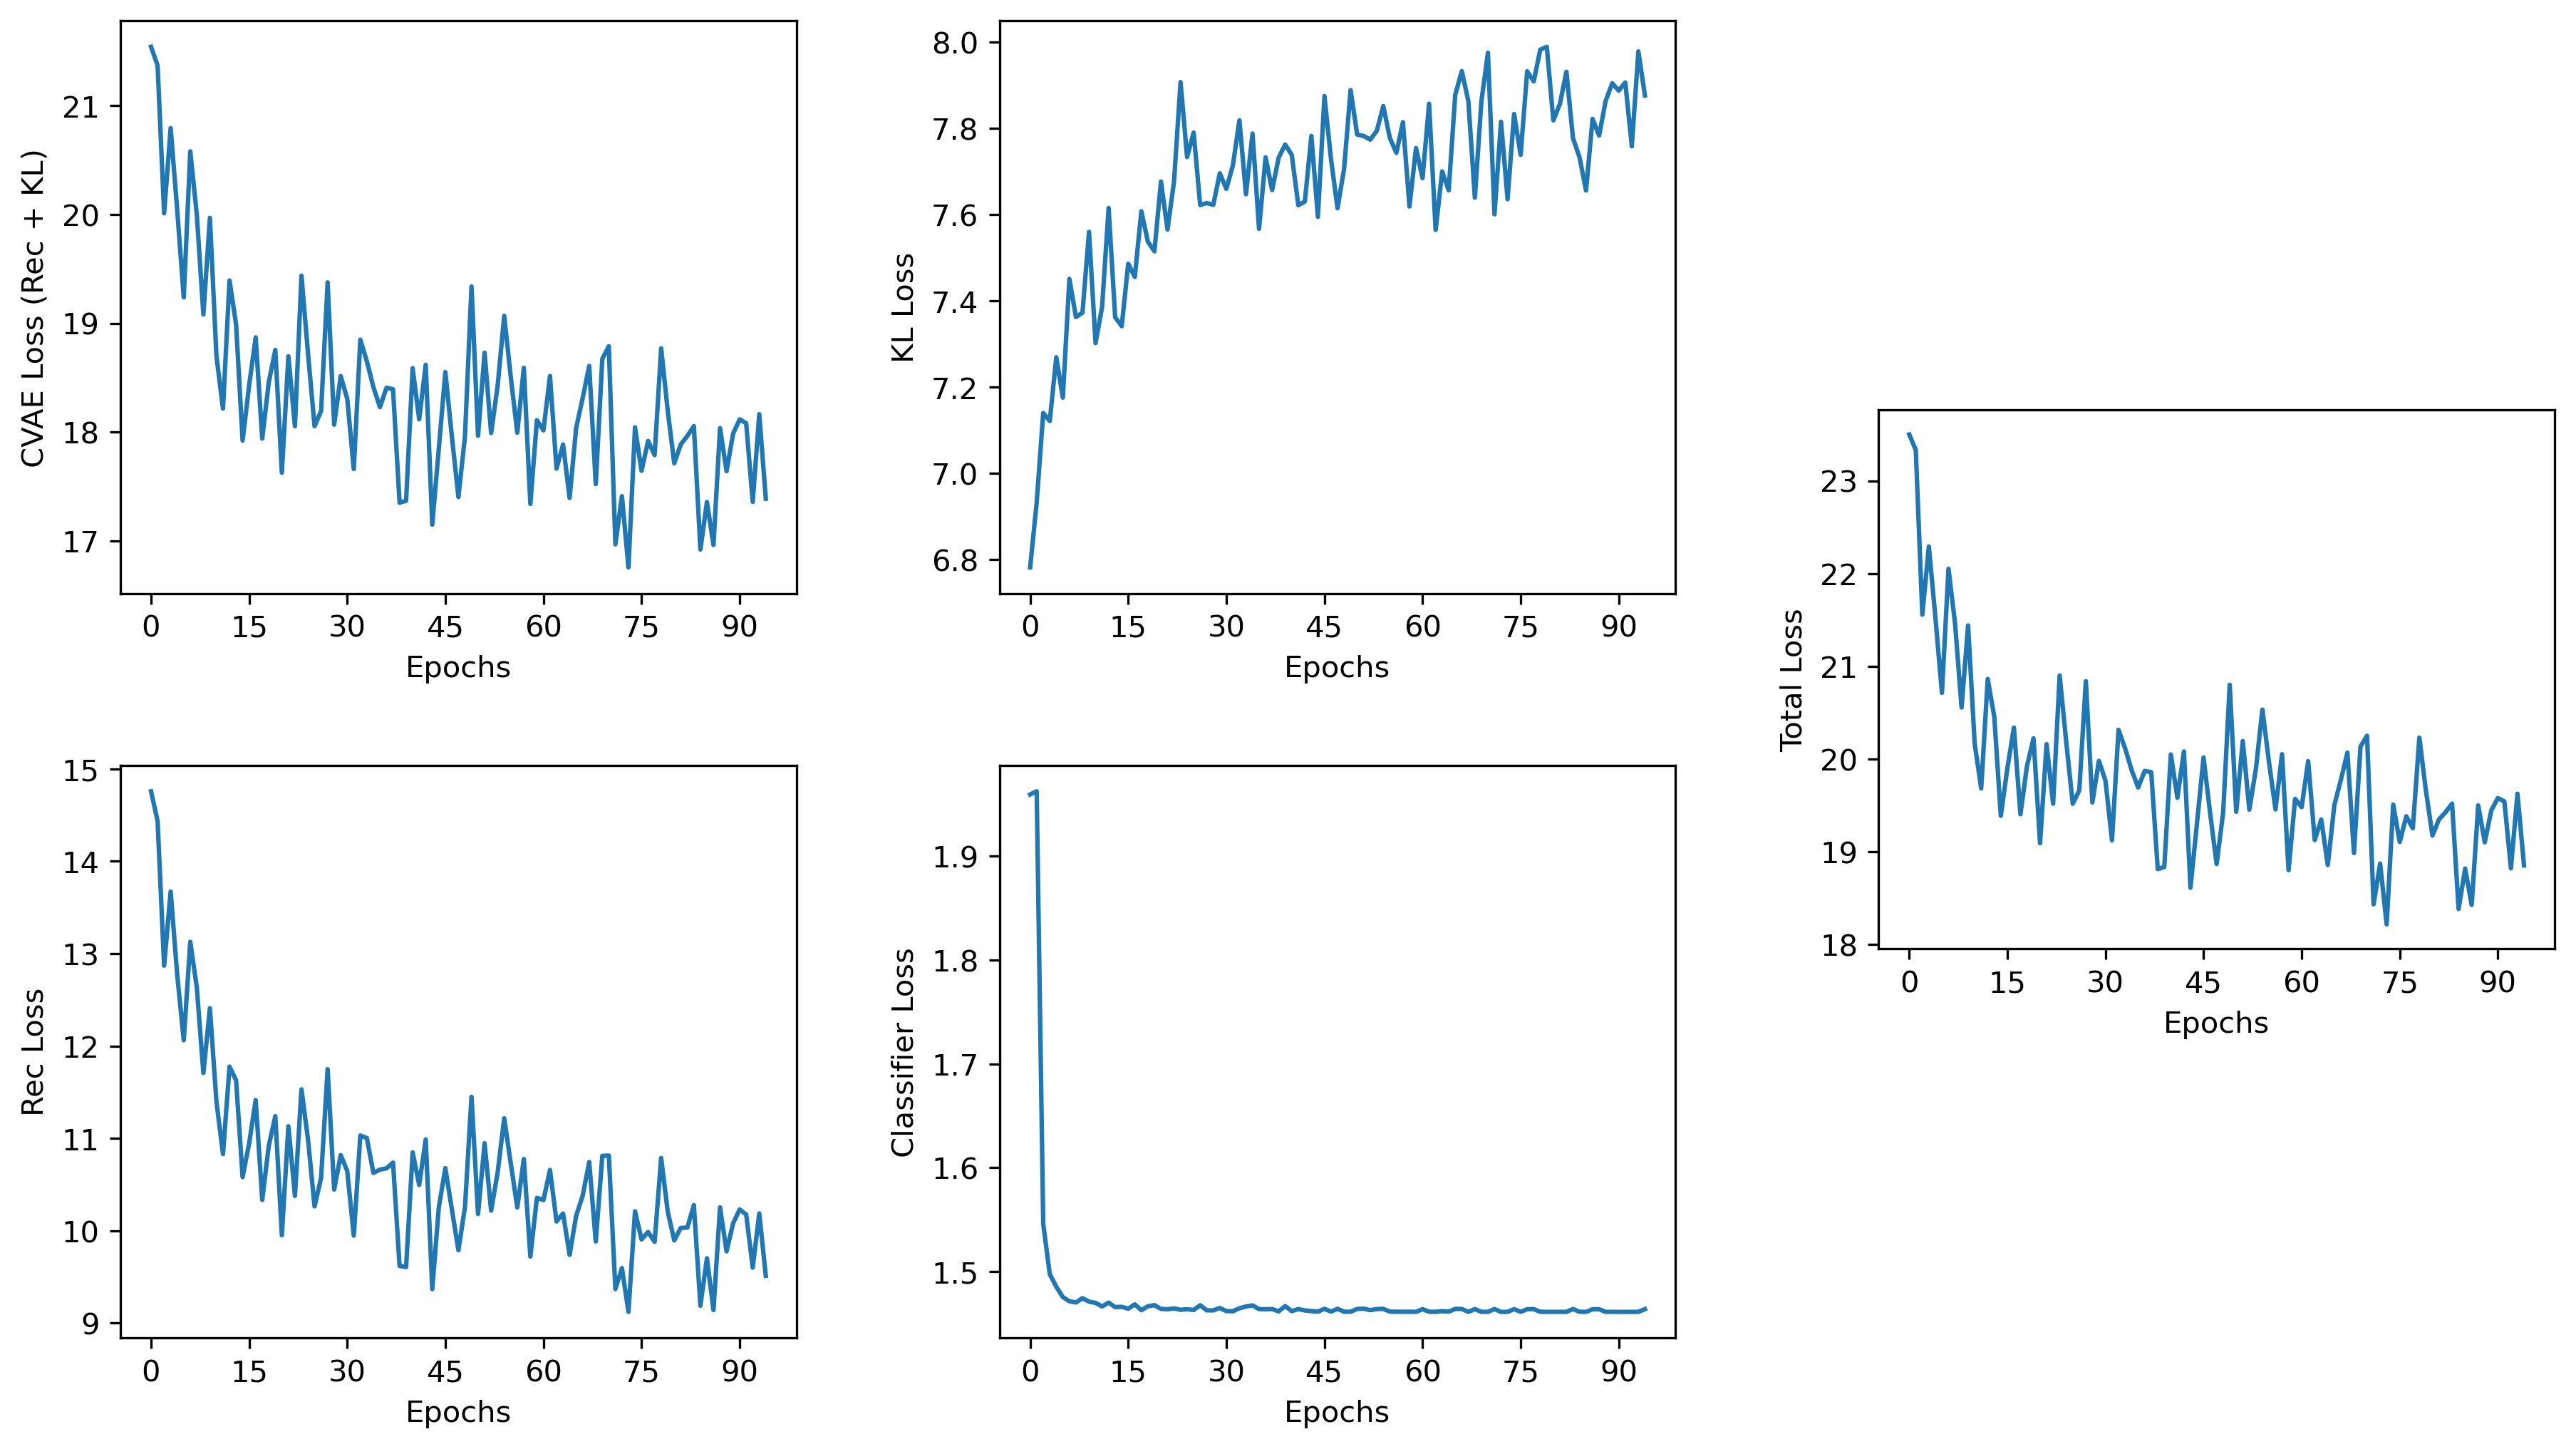 CVAE Loss (Rec + KL)
21
20
19
18
17
0 15 30 45 60 75 90
Epochs
KL Loss
8.0
7.8
7.6
7.4
7.2
7.0
6.8
0 15 30 45 60 75 90
Epochs
Rec Loss
15
14
13
12
11
10
9
0 15 30 45 60 75 90
Epochs
Classifier Loss
1.9
1.8
1.7
1.6
1.5
0 15 30 45 60 75 90
Epochs
Total Loss
23
22
21
20
19
18
0 15 30 45 60 75 90
Epochs